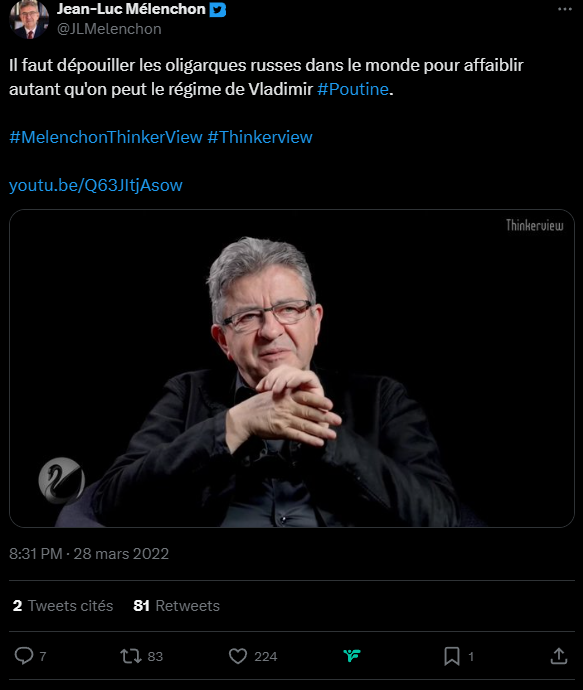 Jean-Luc Mélenchon
@JLMelenchon
Il faut dépouiller les oligarques russes dans le monde pour affaiblir
autant qu'on peut le régime de Vladimir #Poutine.
#MelenchonThinkerView #Thinkerview
youtu.be/Q63JItjAsow
Thinkerview
8:31 PM · 28 mars 2022
2 Tweets cités 81 Retweets
7 83 224 1